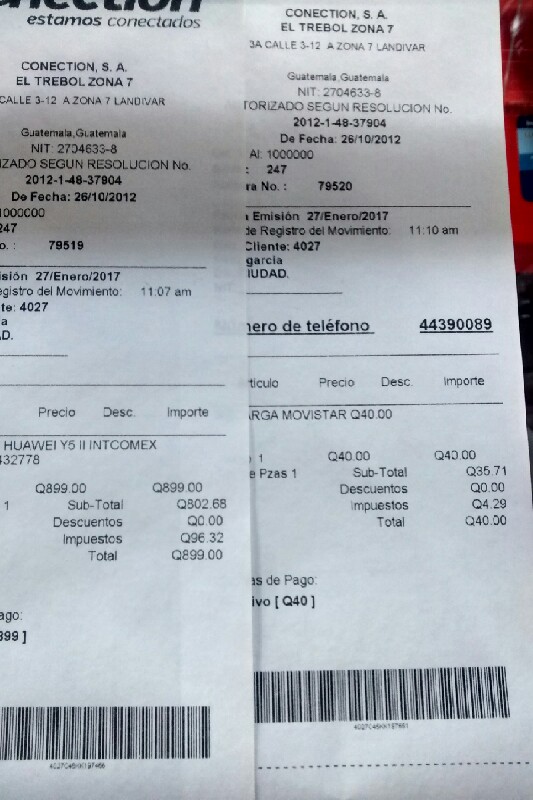 nection
estamos conectados
CONECTION, S. A.
EL TREBOL ZONA 7
CALLE 3-12 A ZONA 7 LANDIVAR
Guatemala,Guatemala
NIT: 2704633-8
IZADO SEGUN RESOLUCION No.
2012-1-48-37904
De Fecha: 26/10/2012
1000000
247
o. : 79519
isión 27/Enero/2017
egistro del Movimiento: 11:07 am
te: 4027
a
D.
Precio Desc. Importe
HUAWEI Y5 II INTCOMEX
432778
Q899.00 Q899.00
1 Sub-Total Q802.68
Descuentos Q0.00
Impuestos Q96.32
Total Q899.00
ago:
399 ]
CONECTION, S. A.
EL TREBOL ZONA 7
3A CALLE 3-12 A ZONA 7 LANDIVAR
Guatemala,Guatemala
NIT: 2704633-8
TORIZADO SEGUN RESOLUCION No.
2012-1-48-37904
De Fecha: 26/10/2012
Al: 1000000
: 247
ra No. : 79520
Emisión 27/Enero/2017
de Registro del Movimiento: 11:10 am
Cliente: 4027
garcia
IUDAD.
nero de teléfono 44390089
ticulo Precio Desc. Importe
ARGA MOVISTAR Q40.00
1 Q40.00 Q40.00
e Pzas 1 Sub-Total Q35.71
Descuentos Q0.00
Impuestos Q4.29
Total Q40.00
as de Pago:
ivo [ Q40 ]